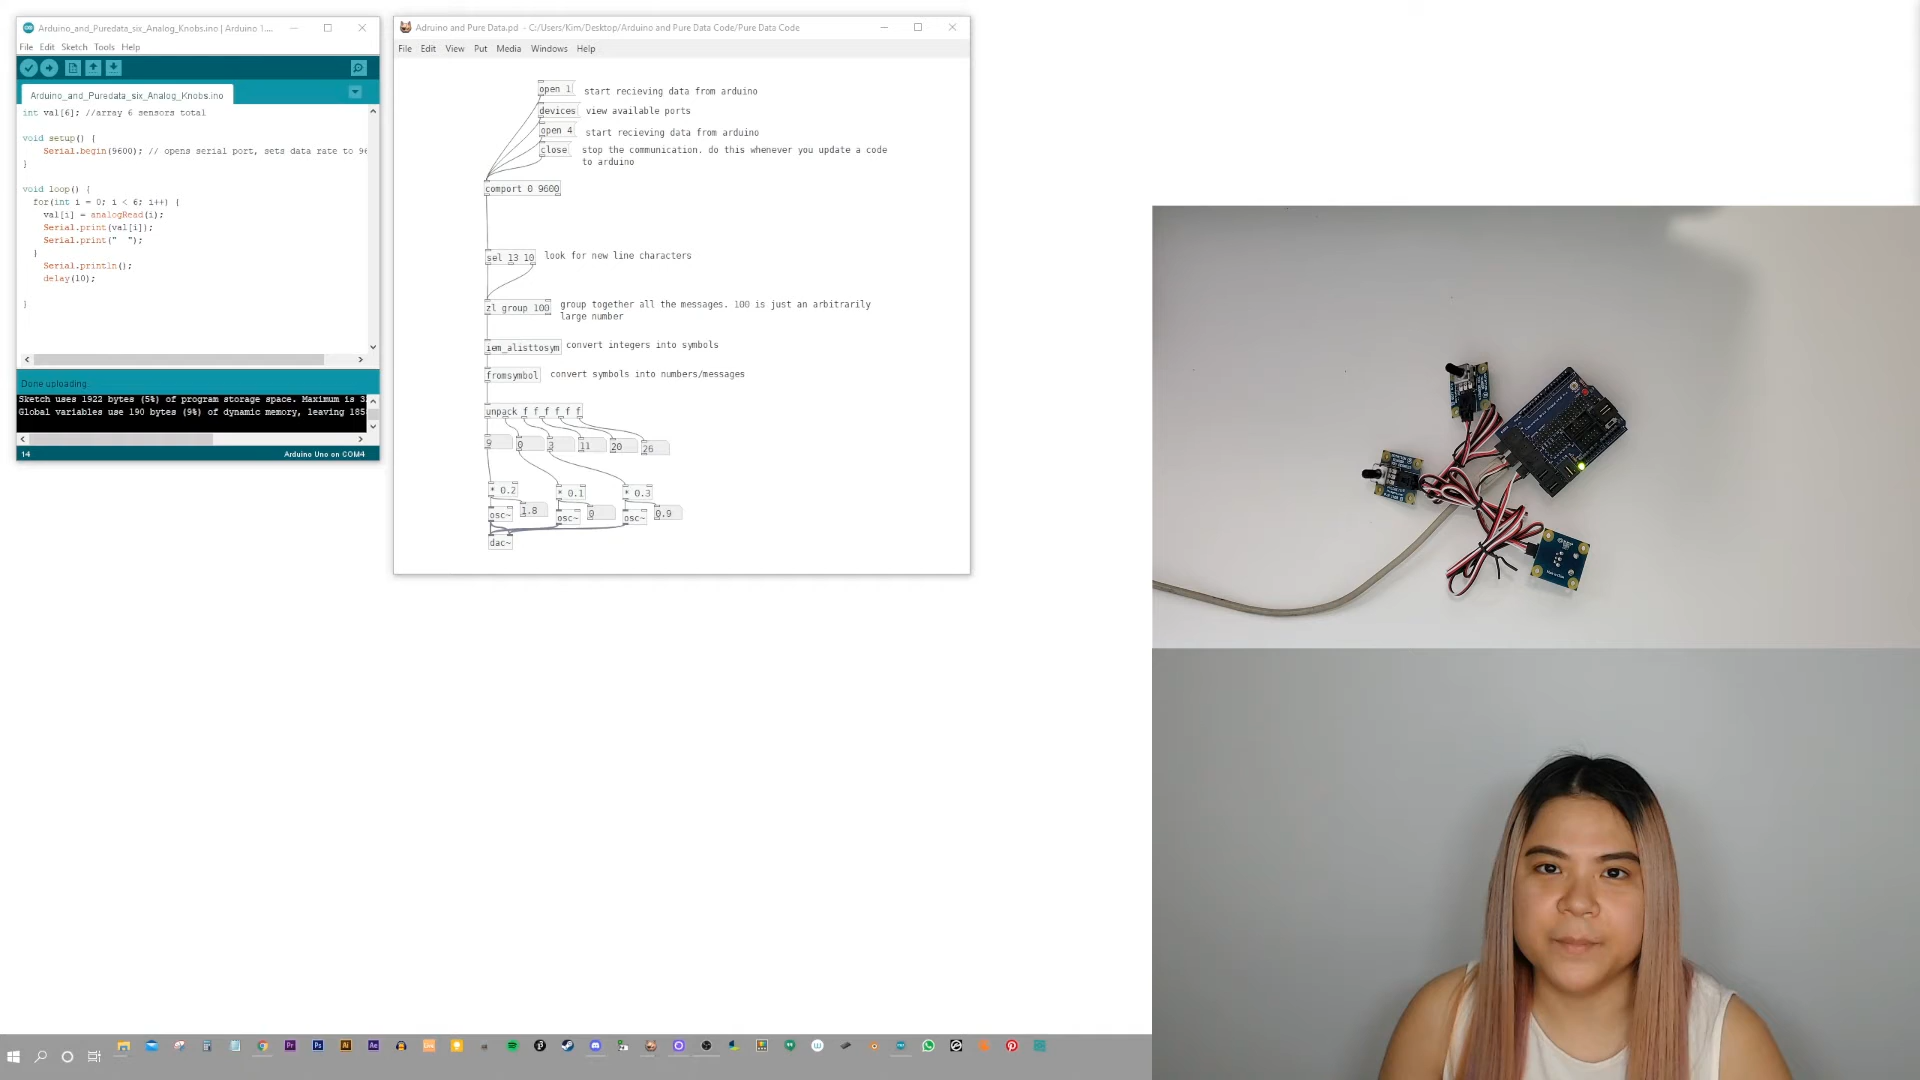 Arduino_and_Puredata_six_Analog_Knobs.ino | Arduino 1....
File Edit Sketch Tools Help
Arduino_and_Puredata_six_Analog_Knobs.ino
int val[6]; //array 6 sensors total
void setup() {
Serial.begin(9600); // opens serial port, sets data rate to 96
}
void loop() {
for(int i = 0; i < 6; i++) {
val[i] = analogRead(i);
Serial.print(val[i]);
Serial.print(" ");
}
Serial.println();
delay(10);
}
Done uploading
Sketch uses 1922 bytes (5%) of program storage space. Maximum is 3
Global variables use 190 bytes (9%) of dynamic memory, leaving 185
14
Arduino Uno on COM4
Adruino and Pure Data.pd - C:/Users/Kim/Desktop/Arduino and Pure Data Code/Pure Data Code
File Edit View Put Media Windows Help
open 1 start recieving data from arduino
devices view available ports
open 4 start recieving data from arduino
close stop the communication. do this whenever you update a code
to arduino
comport 0 9600
sel 13 10 look for new line characters
zl group 100 group together all the messages. 100 is just an arbitrarily
large number
iem_alisttosym convert integers into symbols
fromsymbol convert symbols into numbers/messages
unpack f f f f f f
9 0 3 11 20 26
* 0.2 * 0.1 * 0.3
osc~ 1.8 osc~ 0 osc~ 0.9
dac~
Pr Ps Ai Ae